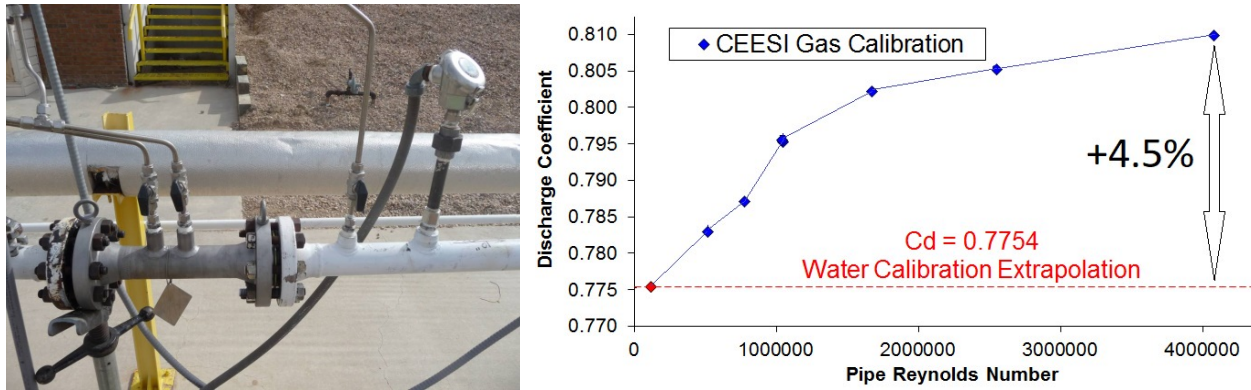 0.810
0.805
0.800
0.795
0.790
0.785
0.780
0.775
0.770
Discharge Coefficient
CEESI Gas Calibration
+4.5%
Cd = 0.7754
Water Calibration Extrapolation
0 1000000 2000000 3000000 4000000
Pipe Reynolds Number